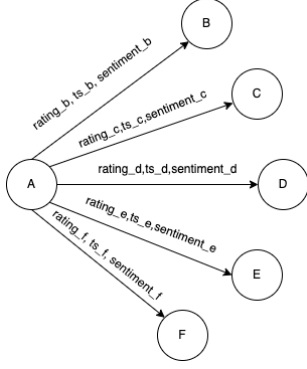 B
rating_b, ts_b, sentiment_b
C
rating_c,ts_c,sentiment_c
A
rating_d,ts_d,sentiment_d
D
rating_e,ts_e,sentiment_e
E
rating_f, ts_f, sentiment_f
F